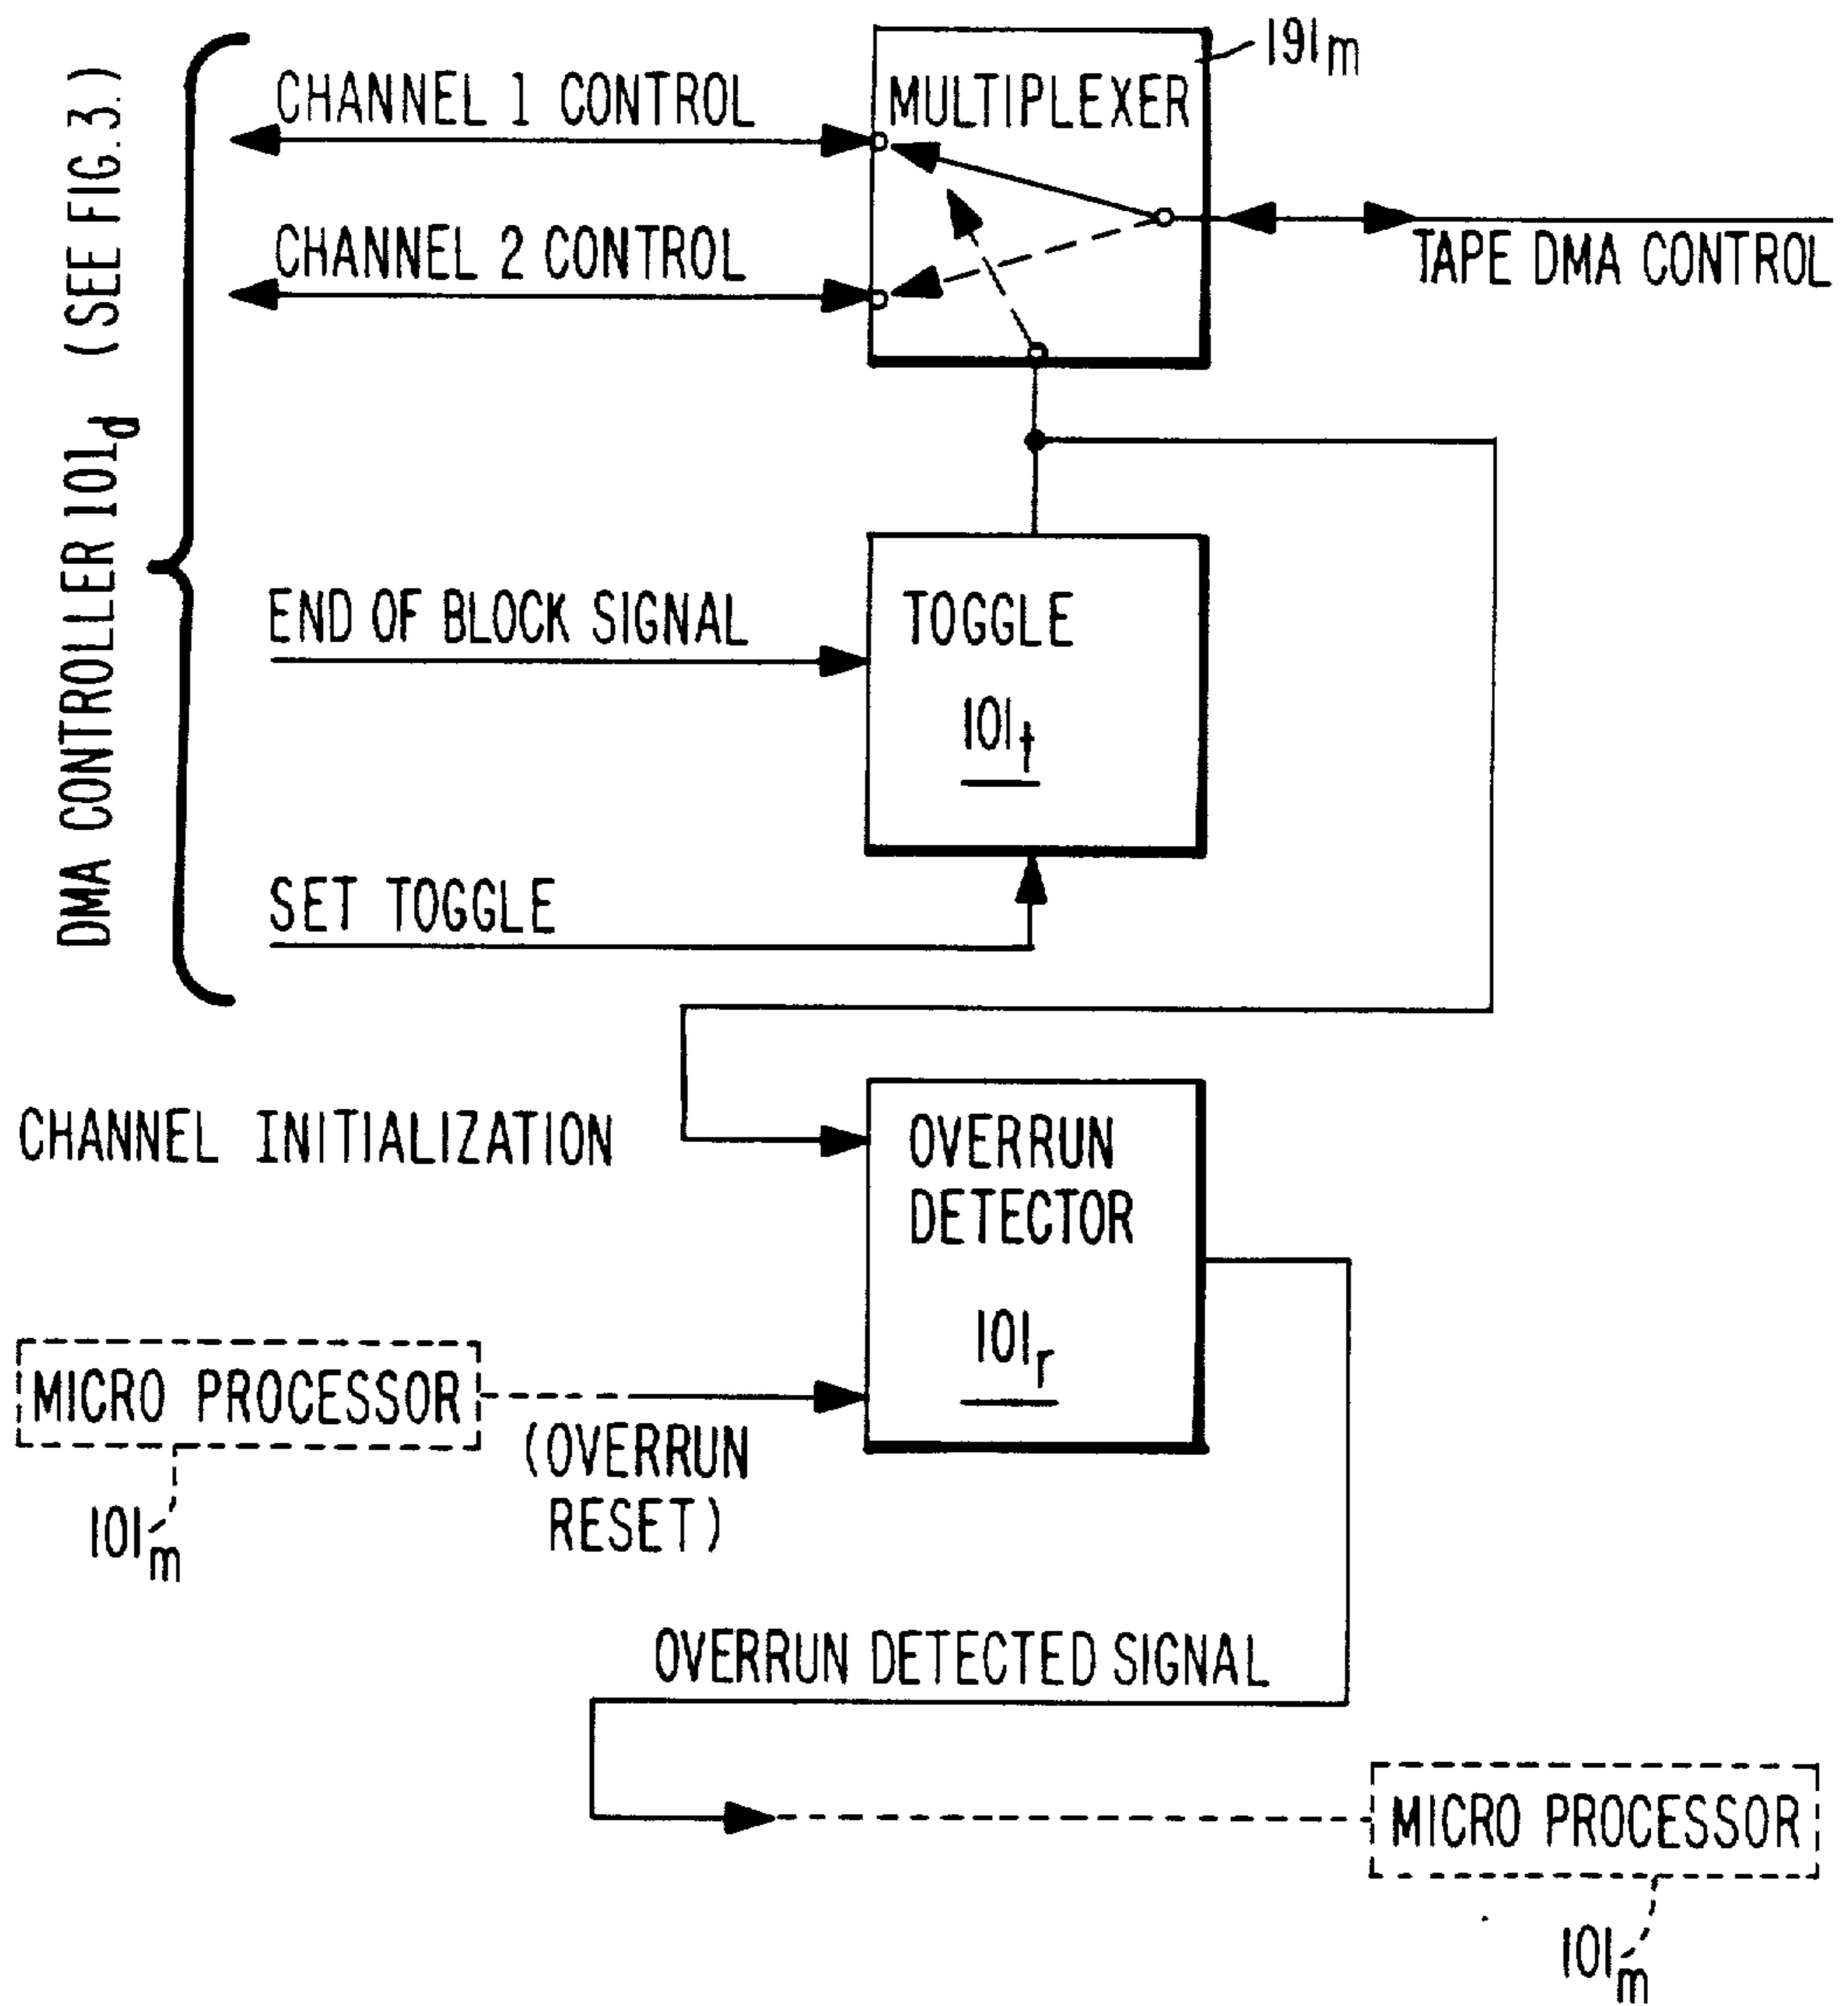 DMA CONTROLLER 101d (SEE FIG.3.)
CHANNEL 1 CONTROL
MULTIPLEXER
191m
CHANNEL 2 CONTROL
TAPE DMA CONTROL
END OF BLOCK SIGNAL
TOGGLE
101t
SET TOGGLE
CHANNEL INITIALIZATION
OVERRUN
DETECTOR
101r
MICRO PROCESSOR
(OVERRUN
RESET)
101m
OVERRUN DETECTED SIGNAL
MICRO PROCESSOR
101m